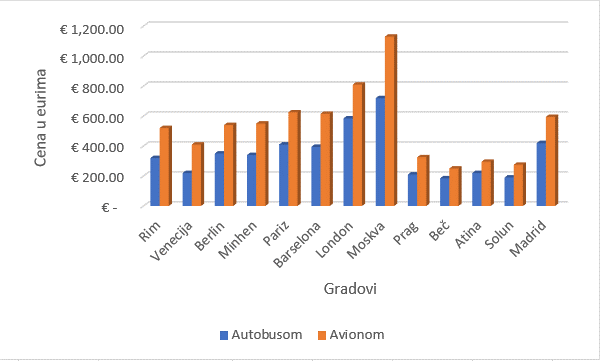 € 1,200.00
€ 1,000.00
€ 800.00
€ 600.00
€ 400.00
€ 200.00
€ -
Cena u eurima
Rim
Venecija
Berlin
Minhen
Pariz
Barselona
London
Moskva
Prag
Beč
Atina
Solun
Madrid
Gradovi
Autobusom Avionom